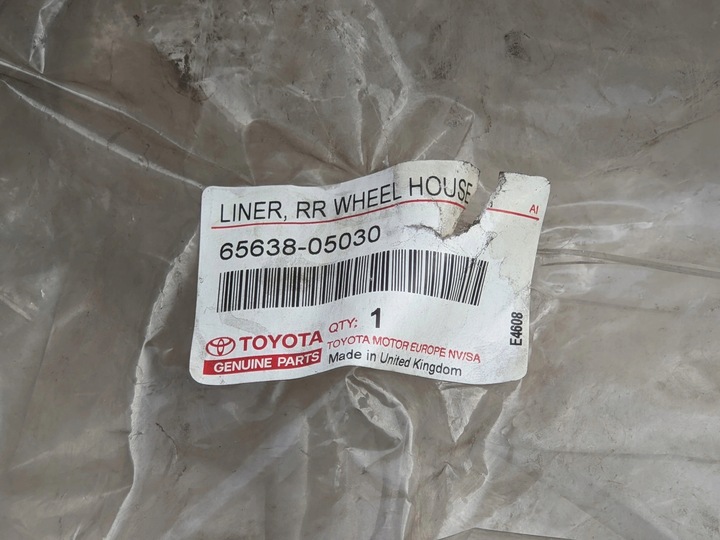 LINER, RR WHEEL HOUSE
AI
65638-05030
QTY: 1
TOYOTA
GENUINE PARTS
TOYOTA MOTOR EUROPE NV/SA
Made in United Kingdom
E4608